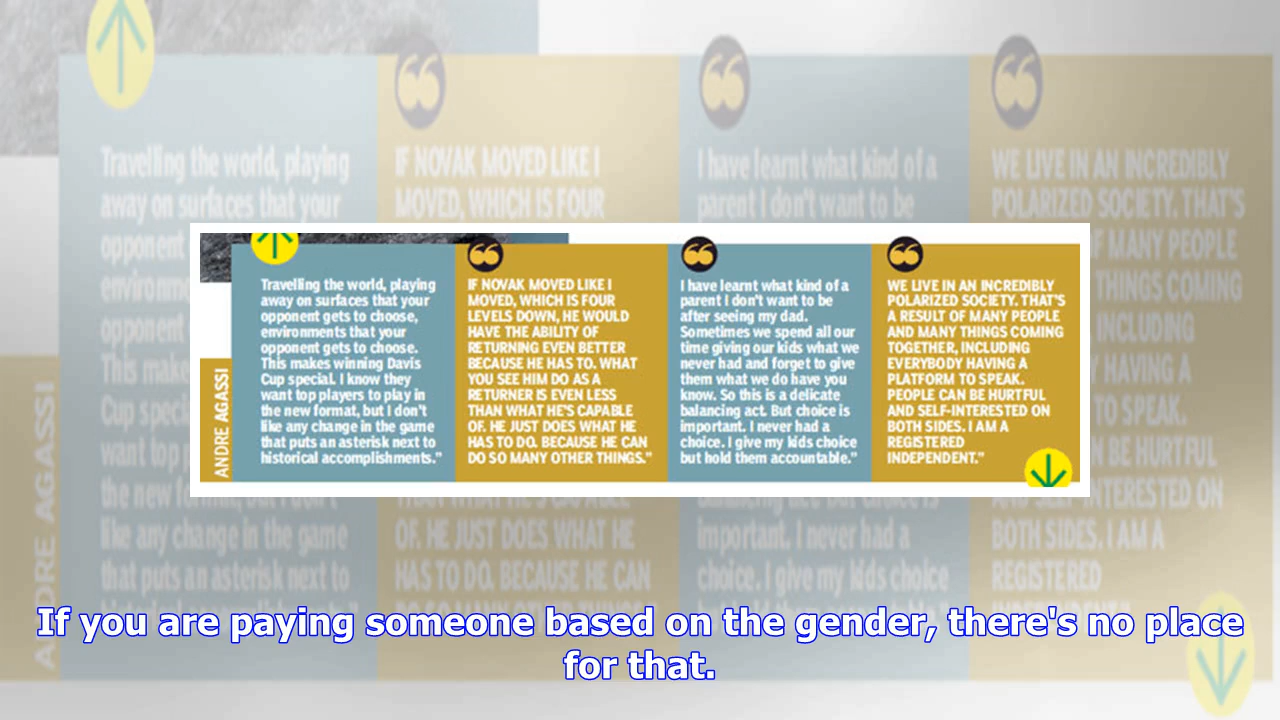 ANDRE AGASSI
Travelling the world, playing
away on surfaces that your
opponent gets to choose,
environments that your
opponent gets to choose.
This makes winning Davis
Cup special. I know they
want top players to play in
the new format, but I don't
like any change in the game
that puts an asterisk next to
historical accomplishments."
IF NOVAK MOVED LIKE I
MOVED, WHICH IS FOUR
LEVELS DOWN, HE WOULD
HAVE THE ABILITY OF
RETURNING EVEN BETTER
BECAUSE HE HAS TO. WHAT
YOU SEE HIM DO AS A
RETURNER IS EVEN LESS
THAN WHAT HE'S CAPABLE
OF. HE JUST DOES WHAT HE
HAS TO DO. BECAUSE HE CAN
DO SO MANY OTHER THINGS."
I have learnt what kind of a
parent I don't want to be
after seeing my dad.
Sometimes we spend all our
time giving our kids what we
never had and forget to give
them what we do have you
know. So this is a delicate
balancing act. But choice is
important. I never had a
choice. I give my kids choice
but hold them accountable."
WE LIVE IN AN INCREDIBLY
POLARIZED SOCIETY. THAT'S
A RESULT OF MANY PEOPLE
AND MANY THINGS COMING
TOGETHER, INCLUDING
EVERYBODY HAVING A
PLATFORM TO SPEAK.
PEOPLE CAN BE HURTFUL
AND SELF-INTERESTED ON
BOTH SIDES. I AM A
REGISTERED
INDEPENDENT."
If you are paying someone based on the gender, there's no place
for that.